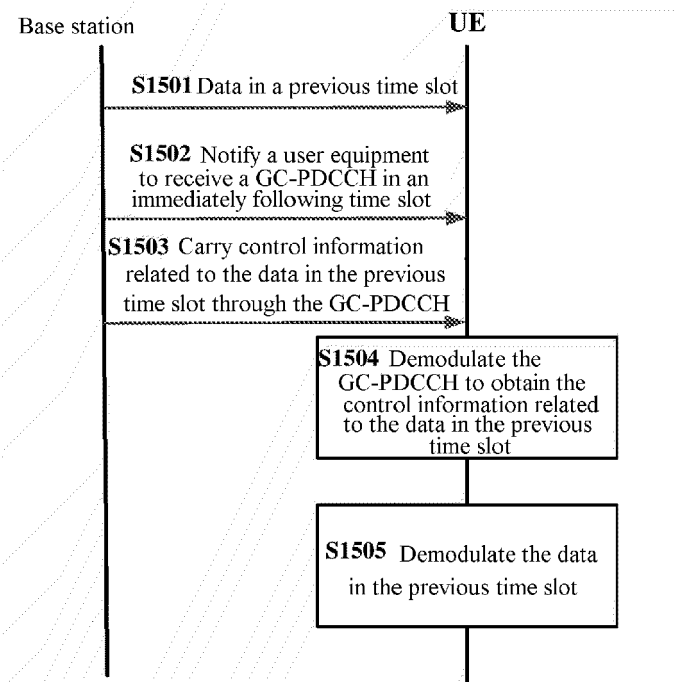 Base station
UE
S1501 Data in a previous time slot
S1502 Notify a user equipment
to receive a GC-PDCCH in an
immediately following time slot
S1503 Carry control information
related to the data in the previous
time slot through the GC-PDCCH
S1504 Demodulate the
GC-PDCCH to obtain the
control information related
to the data in the previous
time slot
S1505 Demodulate the data
in the previous time slot